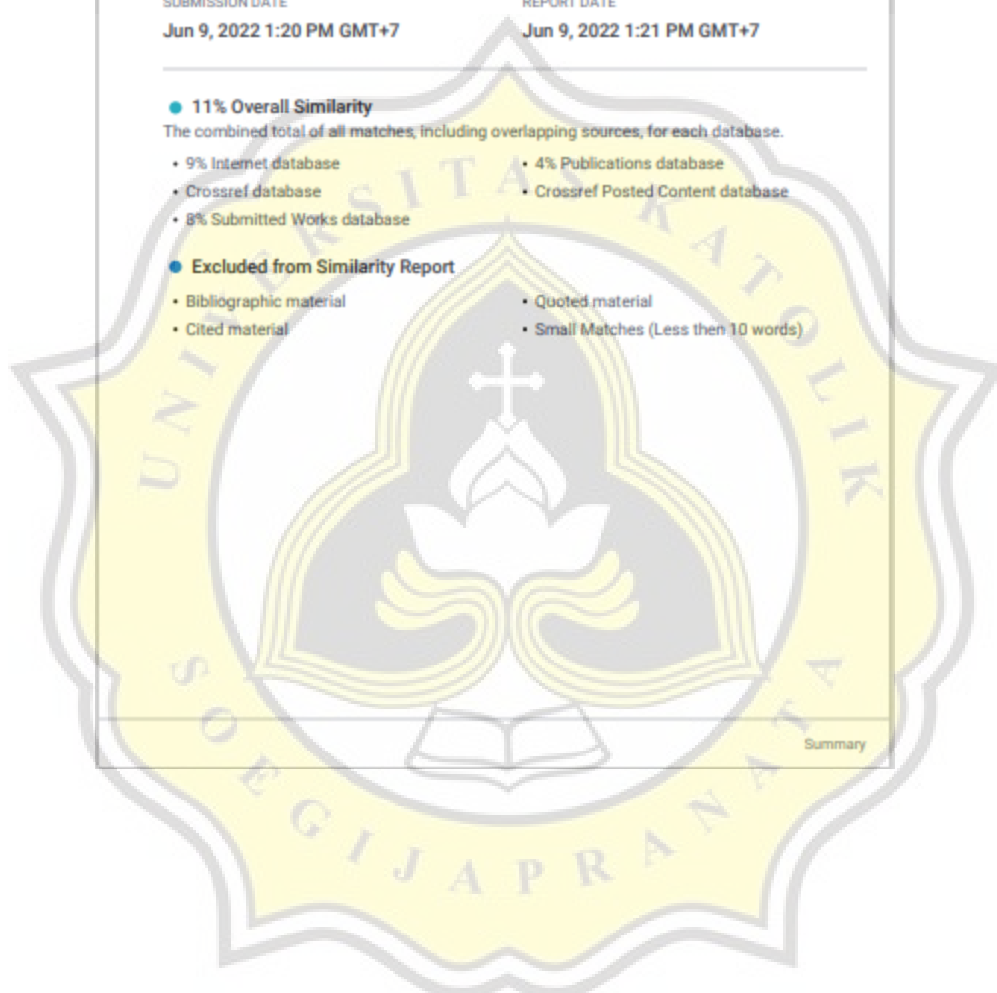 SUBMISSION DATE REPORT DATE
Jun 9, 2022 1:20 PM GMT+7 Jun 9, 2022 1:21 PM GMT+7
● 11% Overall Similarity
The combined total of all matches, including overlapping sources, for each database.
• 9% Internet database • 4% Publications database
• Crossref database • Crossref Posted Content database
• 8% Submitted Works database
● Excluded from Similarity Report
• Bibliographic material • Quoted material
• Cited material • Small Matches (Less then 10 words)
UNIVERSITAS KATOLIK
SOEGIJAPRANATA
Summary